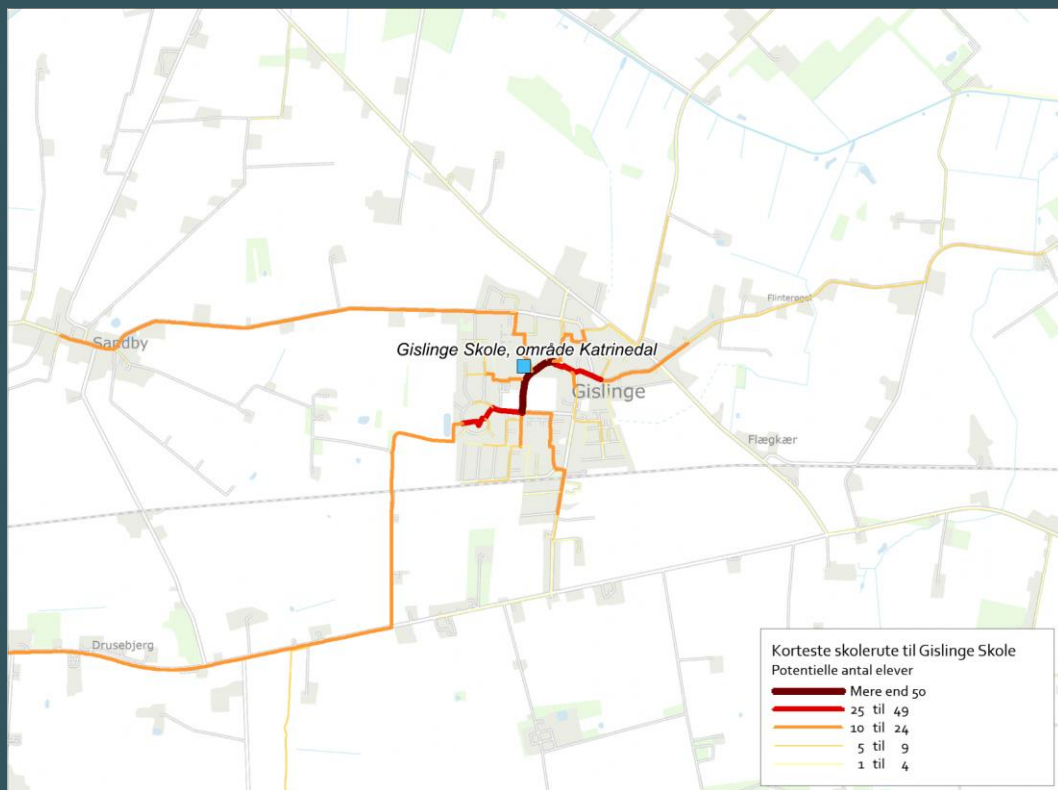 Sandby
Gislinge Skole, område Katrinedal
Gislinge
Flægkær
Drusebjerg
Korteste skolerute til Gislinge Skole
Potentielle antal elever
Mere end 50
25 til 49
10 til 24
5 til 9
1 til 4